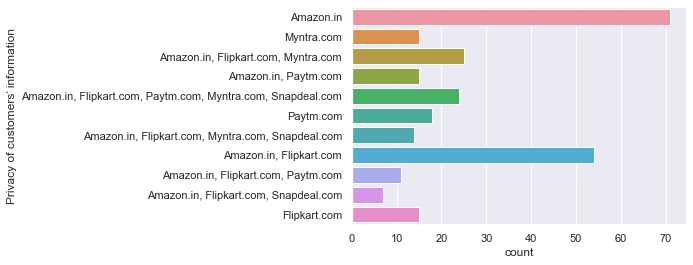 Privacy of customers' information
Amazon.in
Myntra.com
Amazon.in, Flipkart.com, Myntra.com
Amazon.in, Paytm.com
Amazon.in, Flipkart.com, Paytm.com, Myntra.com, Snapdeal.com
Paytm.com
Amazon.in, Flipkart.com, Myntra.com, Snapdeal.com
Amazon.in, Flipkart.com
Amazon.in, Flipkart.com, Paytm.com
Amazon.in, Flipkart.com, Snapdeal.com
Flipkart.com
0 10 20 30 40 50 60 70
count